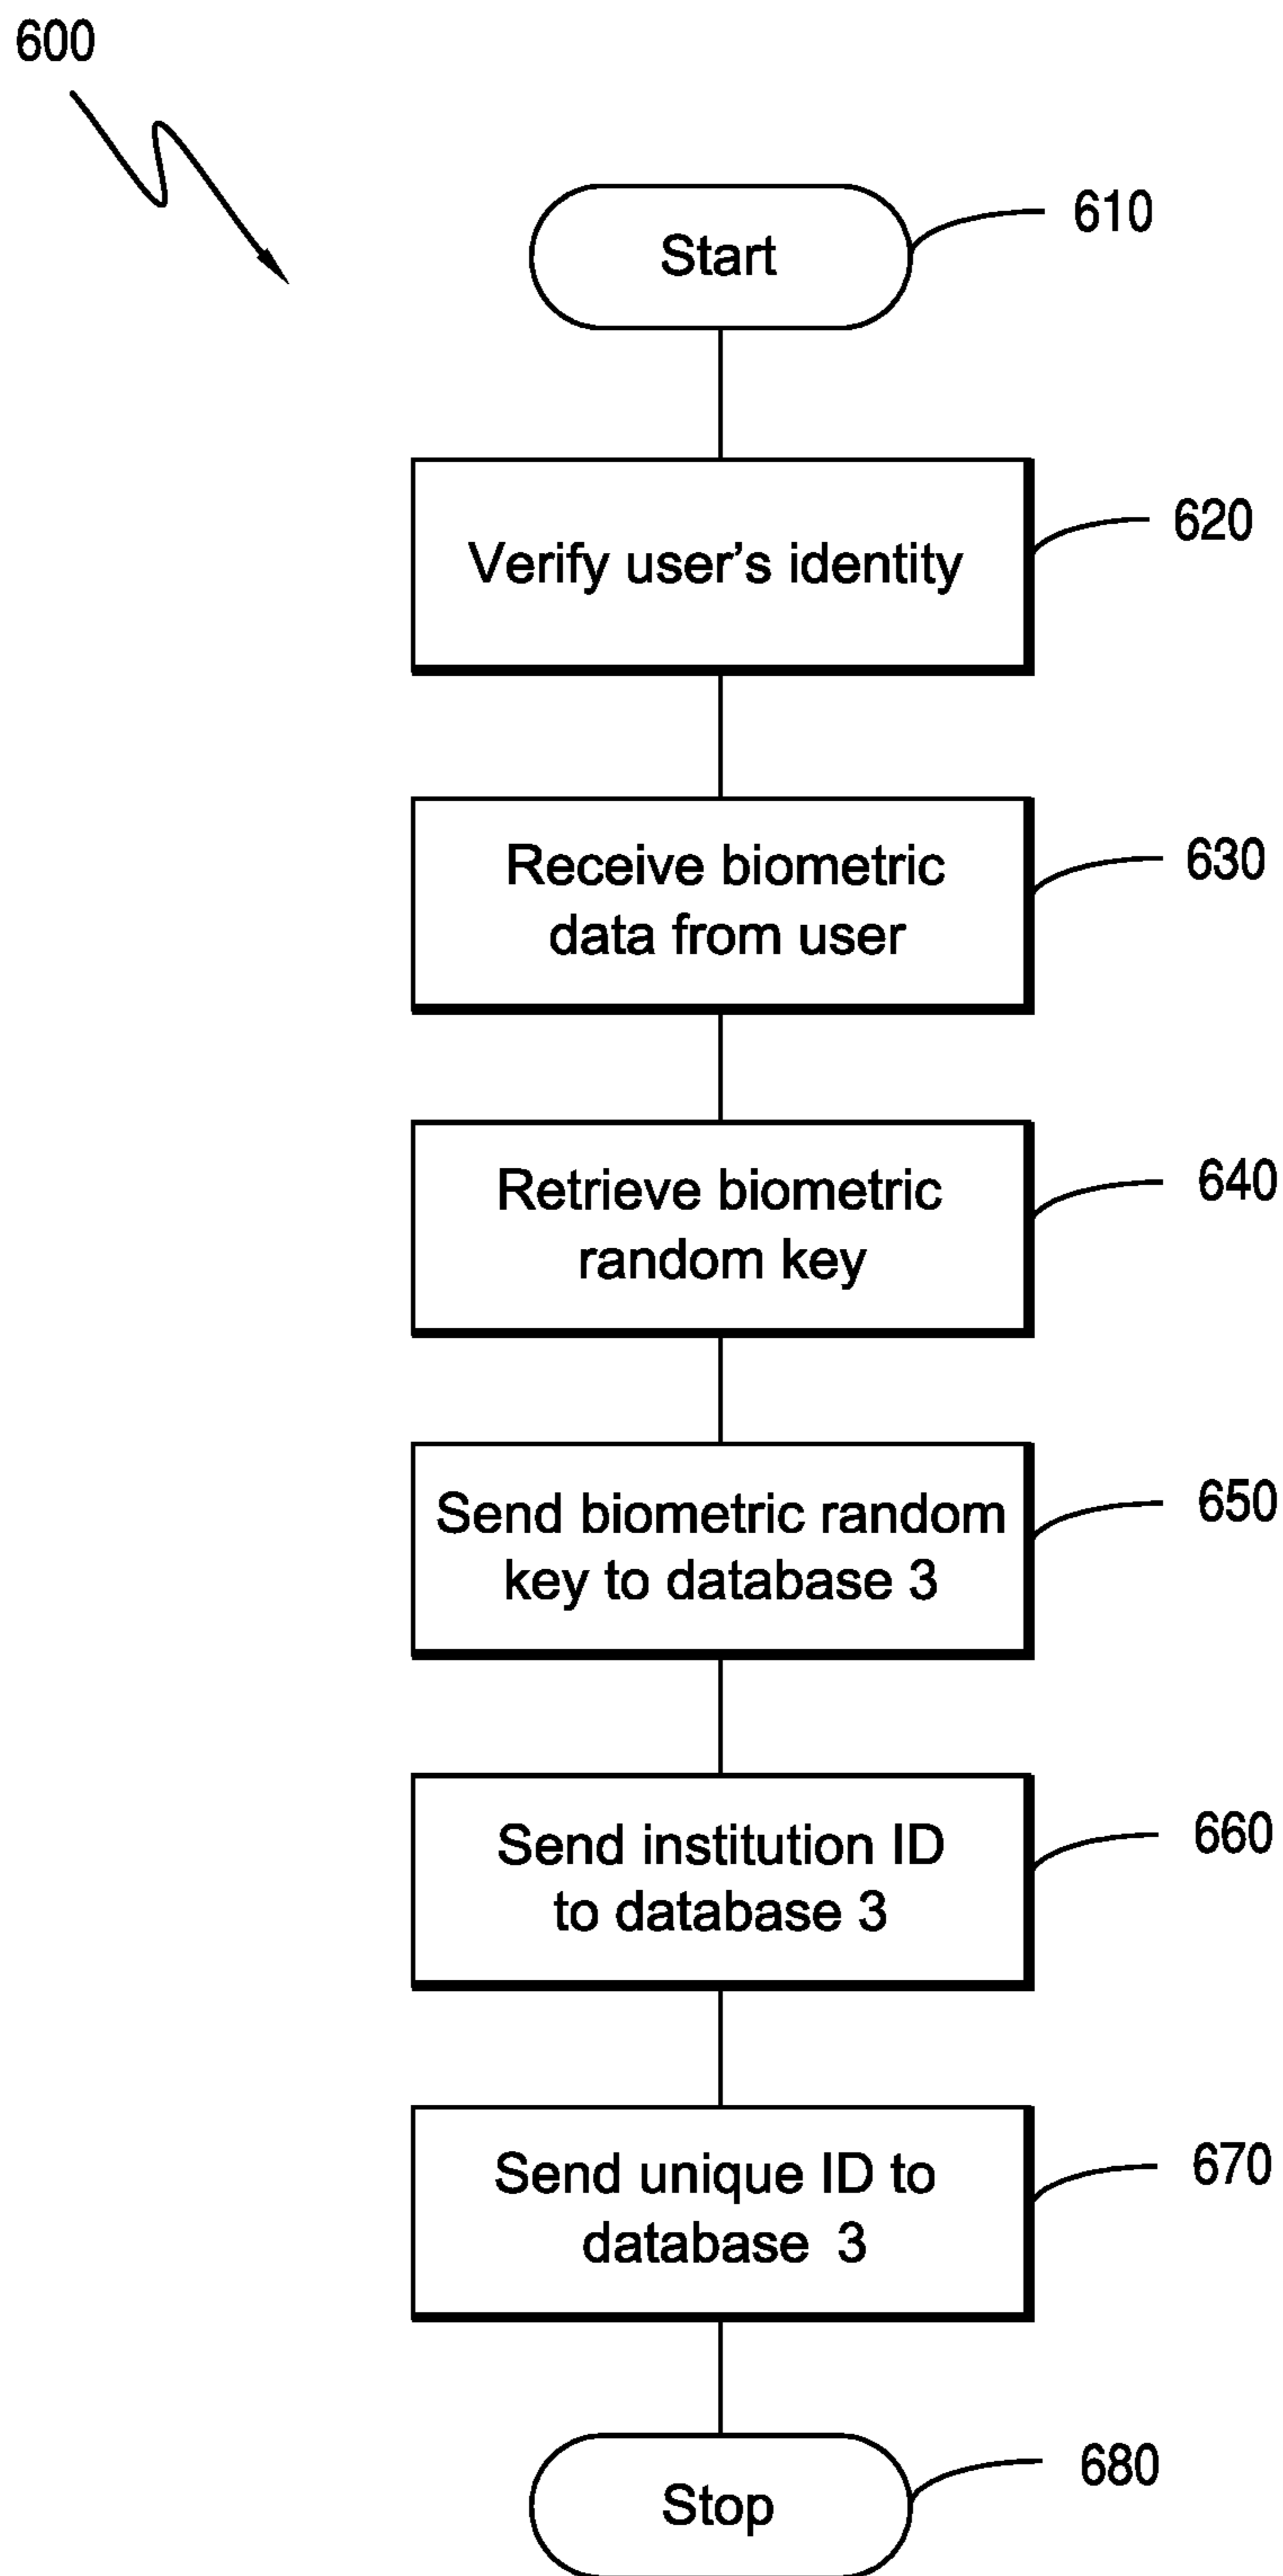 600
Start
610
Verify user’s identity
620
Receive biometric
data from user
630
Retrieve biometric
random key
640
Send biometric random
key to database 3
650
Send institution ID
to database 3
660
Send unique ID to
database 3
670
Stop
680